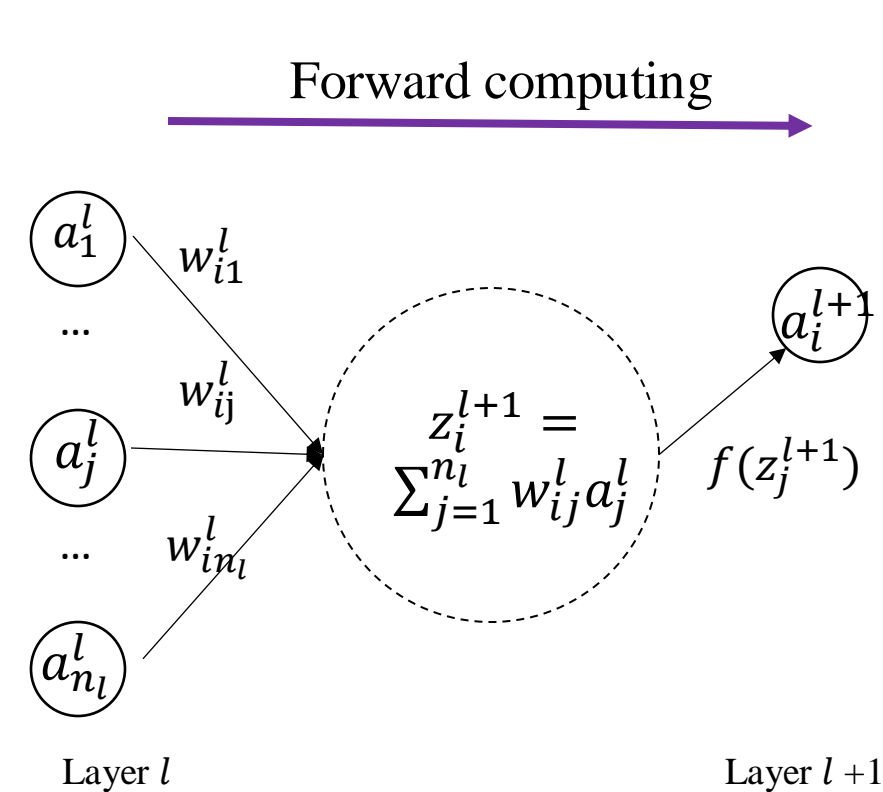 Forward computing
$a_1^l$
$w_{i1}^l$
...
$a_i^{l+1}$
$w_{ij}^l$
$a_j^l$
$z_i^{l+1} =$
$\sum_{j=1}^{n_l} w_{ij}^l a_j^l$
$f(z_j^{l+1})$
...
$w_{in_l}^l$
$a_{n_l}^l$
Layer $l$
Layer $l$ +1